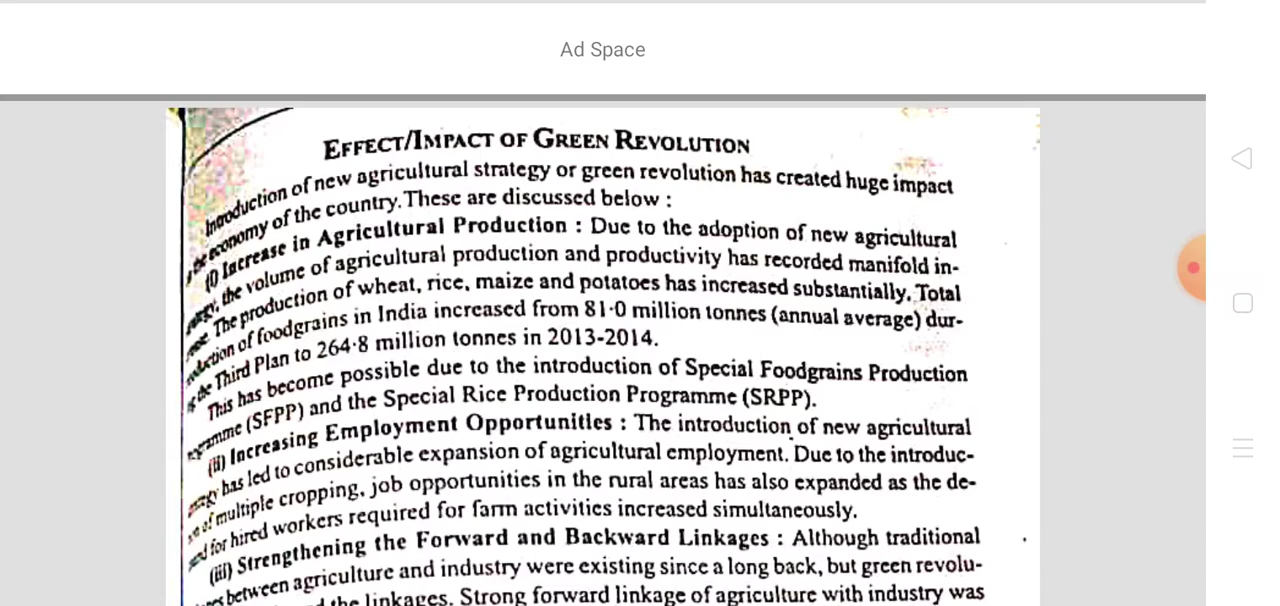 Ad Space
EFFECT/IMPACT OF GREEN REVOLUTION
Introduction of new agricultural strategy or green revolution has created huge impact
the economy of the country. These are discussed below :
(i) Increase in Agricultural Production : Due to the adoption of new agricultural
the volume of agricultural production and productivity has recorded manifold in-
The production of wheat, rice, maize and potatoes has increased substantially. Total
of foodgrains in India increased from 81·0 million tonnes (annual average) dur-
the Third Plan to 264·8 million tonnes in 2013-2014.
This has become possible due to the introduction of Special Foodgrains Production
(SFPP) and the Special Rice Production Programme (SRPP).
(ii) Increasing Employment Opportunities : The introduction of new agricultural
has led to considerable expansion of agricultural employment. Due to the introduc-
of multiple cropping, job opportunities in the rural areas has also expanded as the de-
for hired workers required for farm activities increased simultaneously.
(iii) Strengthening the Forward and Backward Linkages : Although traditional
between agriculture and industry were existing since a long back, but green revolu-
the linkages. Strong forward linkage of agriculture with industry was